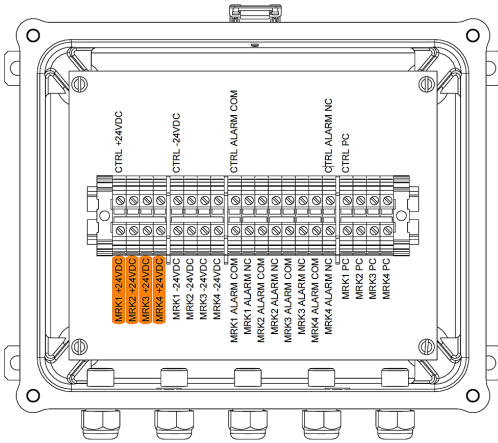 CTRL +24VDC
CTRL -24VDC
CTRL ALARM COM
CTRL ALARM NC
CTRL PC
MRK1 +24VDC
MRK2 +24VDC
MRK3 +24VDC
MRK4 +24VDC
MRK1 -24VDC
MRK2 -24VDC
MRK3 -24VDC
MRK4 -24VDC
MRK1 ALARM COM
MRK1 ALARM NC
MRK2 ALARM COM
MRK2 ALARM NC
MRK3 ALARM COM
MRK3 ALARM NC
MRK4 ALARM COM
MRK4 ALARM NC
MRK1 PC
MRK2 PC
MRK3 PC
MRK4 PC